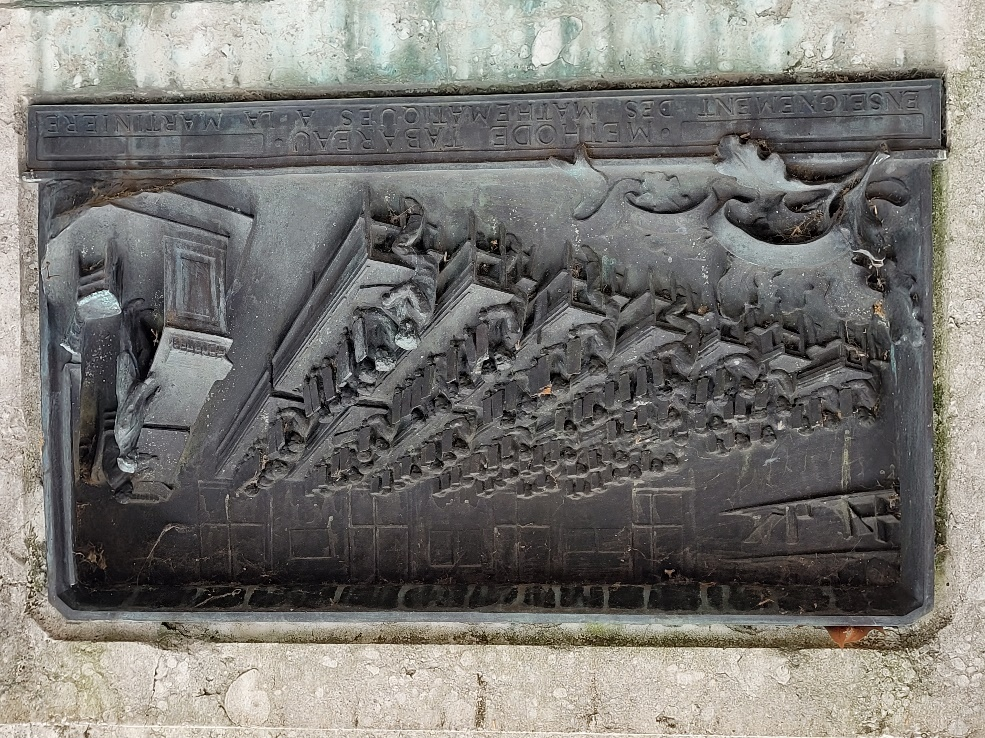 · METHODE TABAREAU ·
ENSEIGNEMENT DES MATHEMATIQUES A LA MARTINIERE